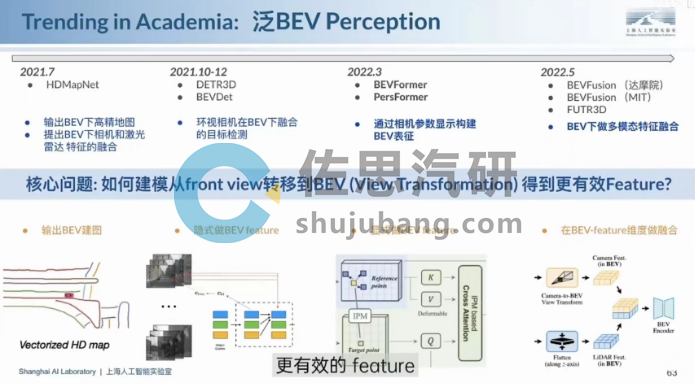 Trending in Academia: 泛BEV Perception
上海人工智能实验室
Shanghai Artificial Intelligence Laboratory
2021.7
HDMapNet
输出BEV下高精地图
提出BEV下相机和激光
雷达 特征的融合
2021.10-12
DETR3D
BEVDet
环视相机在BEV下融合
的目标检测
2022.3
BEVFormer
PersFormer
通过相机参数显示构建
BEV表征
2022.5
BEVFusion （达摩院）
BEVFusion（MIT）
FUTR3D
BEV下做多模态特征融合
佐思汽研
shujubang.com
核心问题: 如何建模从front view转移到BEV (View Transformation) 得到更有效Feature?
输出BEV建图
隐式做BEV feature
在BEV-feature维度做融合
Vectorized HD map
Reference
points
IPM
Target point
K
V
Deformable
Q
IPM based
Cross Attention
Camera Feat.
(in BEV)
Camera-to-BEV
View Transform
Flatten
(along z-axis)
LiDAR Feat.
(in BEV)
BEV
Encoder
Shanghai AI Laboratory | 上海人工智能实验室
更有效的 feature
63